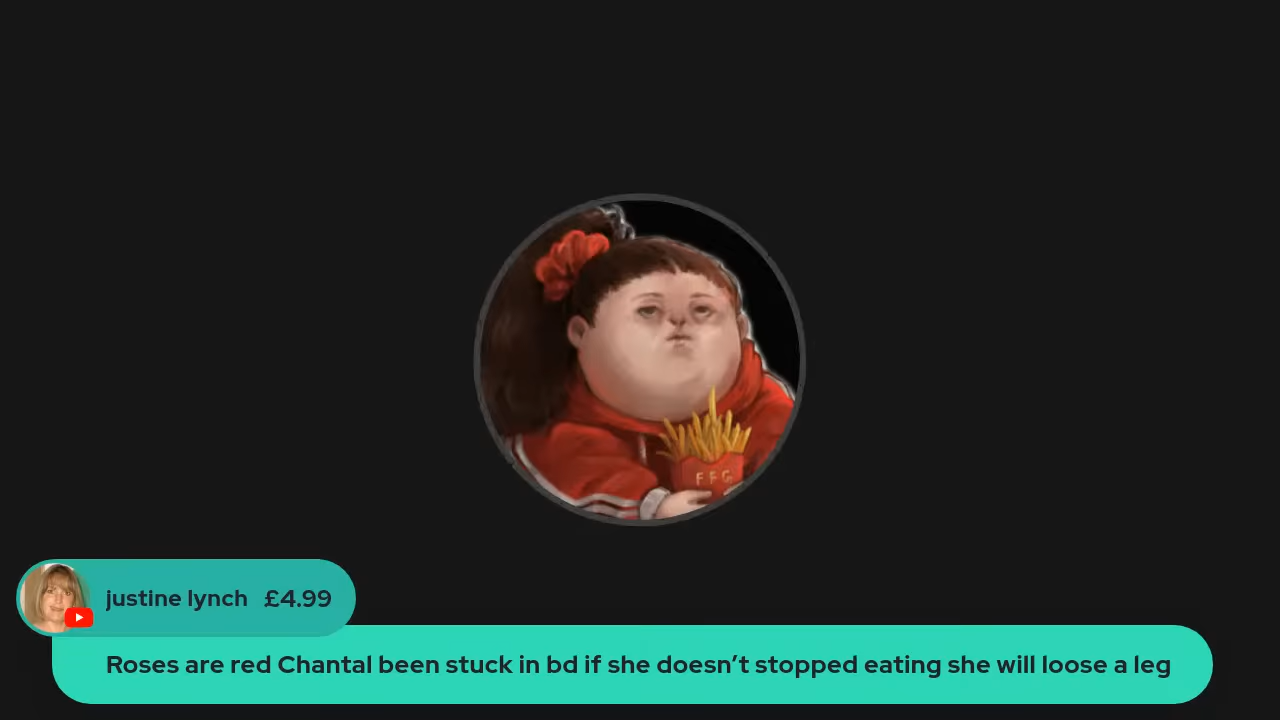 FFG
justine lynch £4.99
Roses are red Chantal been stuck in bd if she doesn’t stopped eating she will loose a leg